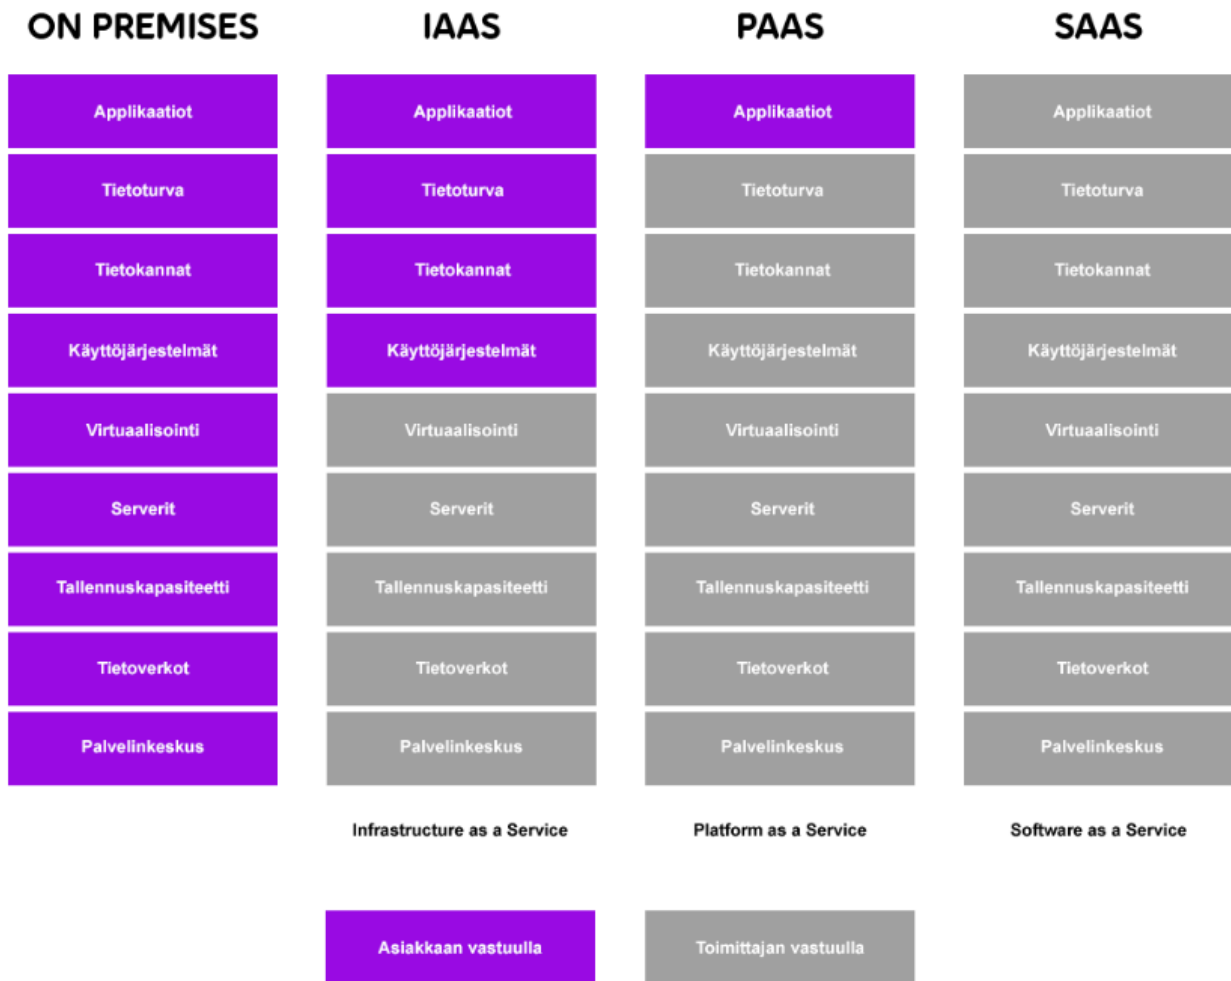 ON PREMISES
IAAS
PAAS
SAAS
Applikaatiot
Applikaatiot
Applikaatiot
Applikaatiot
Tietoturva
Tietoturva
Tietoturva
Tietoturva
Tietokannat
Tietokannat
Tietokannat
Tietokannat
Käyttöjärjestelmät
Käyttöjärjestelmät
Käyttöjärjestelmät
Käyttöjärjestelmät
Virtuaalisointi
Virtuaalisointi
Virtuaalisointi
Virtuaalisointi
Serverit
Serverit
Serverit
Serverit
Tallennuskapasiteetti
Tallennuskapasiteetti
Tallennuskapasiteetti
Tallennuskapasiteetti
Tietoverkot
Tietoverkot
Tietoverkot
Tietoverkot
Palvelinkeskus
Palvelinkeskus
Palvelinkeskus
Palvelinkeskus
Infrastructure as a Service
Platform as a Service
Software as a Service
Asiakkaan vastuulla
Toimittajan vastuulla